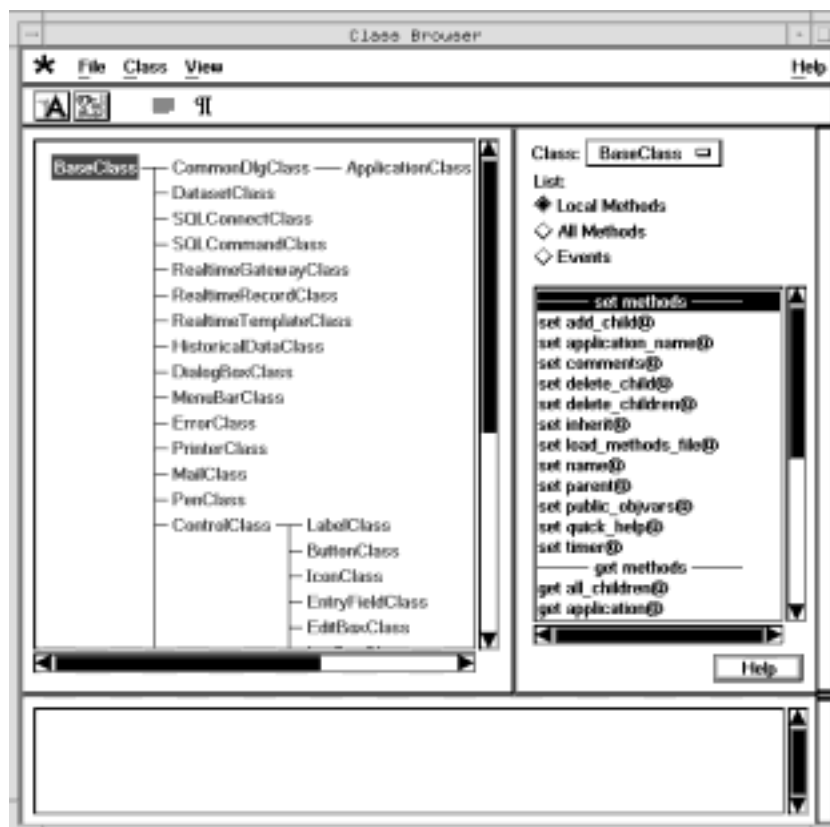 Class Browser
File Class View Help
A ¶
BaseClass CommonDlgClass ApplicationClass
DatasetClass
SQLConnectClass
SQLCommandClass
RealtimeGatewayClass
RealtimeRecordClass
RealtimeTemplateClass
HistoricalDataClass
DialogBoxClass
MenuBarClass
ErrorClass
PrinterClass
MailClass
PenClass
ControlClass LabelClass
ButtonClass
IconClass
EntryFieldClass
EditBoxClass
Class: BaseClass
List:
Local Methods
All Methods
Events
set methods
set add_child@
set application_name@
set comments@
set delete_child@
set delete_children@
set inherit@
set load_methods_file@
set name@
set parent@
set public_objvars@
set quick_help@
set timer@
get methods
get all_children@
get application@
Help